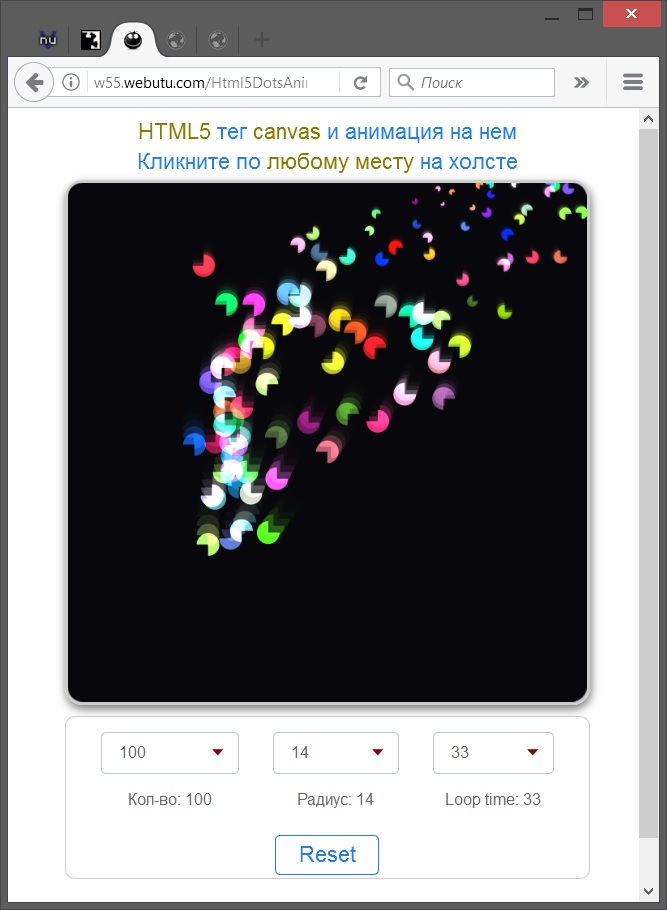 nu
w55.webutu.com/Html5DotsAni
Поиск
HTML5 тег canvas и анимация на нем
Кликните по любому месту на холсте
100 14 33
Кол-во: 100 Радиус: 14 Loop time: 33
Reset